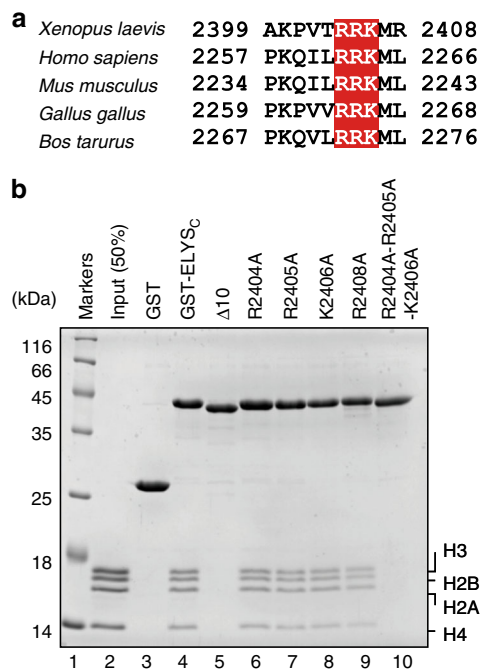 a
Xenopus laevis 2399 AKPVTRRKMR 2408
Homo sapiens 2257 PKQILRRKML 2266
Mus musculus 2234 PKQILRRKML 2243
Gallus gallus 2259 PKPVVRRKML 2268
Bos tarurus 2267 PKQVLRRKML 2276
b
(kDa) Markers Input (50%) GST GST-ELYSC Δ10 R2404A R2405A K2406A R2408A R2404A-R2405A
-K2406A
116
66
45
35
25
18
14
H3
H2B
H2A
H4
1 2 3 4 5 6 7 8 9 10